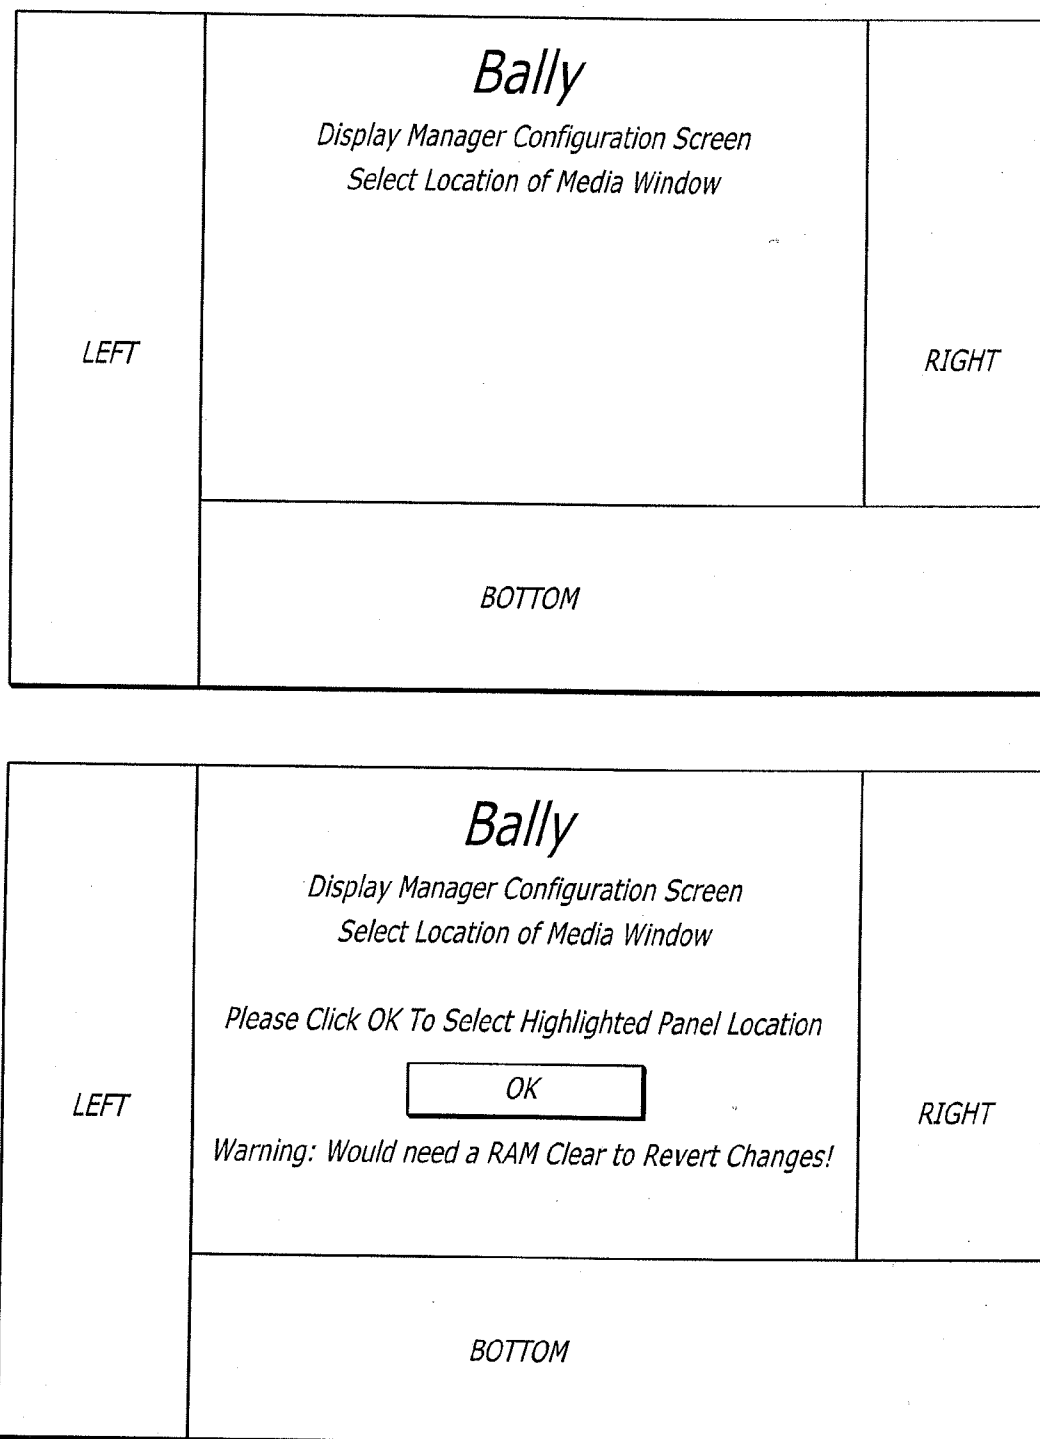 Bally
Display Manager Configuration Screen
Select Location of Media Window
LEFT
RIGHT
BOTTOM
Bally
Display Manager Configuration Screen
Select Location of Media Window
Please Click OK To Select Highlighted Panel Location
OK
LEFT
RIGHT
Warning: Would need a RAM Clear to Revert Changes!
BOTTOM